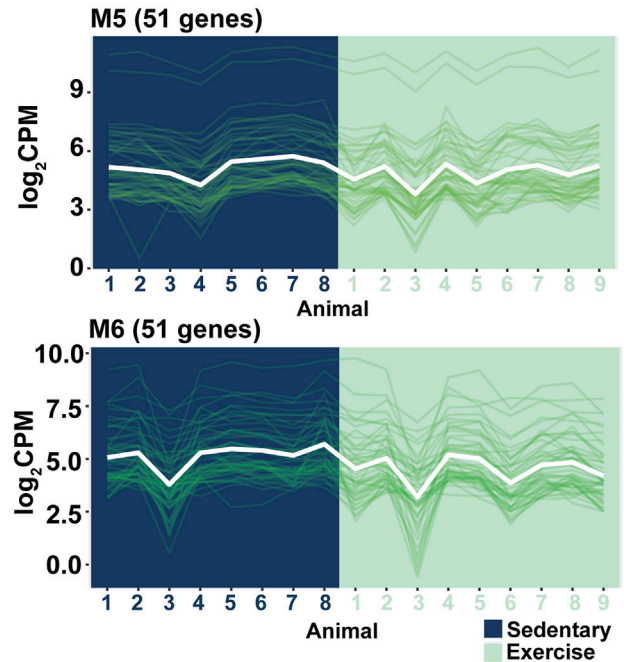 M5 (51 genes)
log₂CPM
9
6
3
0
1 2 3 4 5 6 7 8 1 2 3 4 5 6 7 8 9
Animal
M6 (51 genes)
log₂CPM
10.0
7.5
5.0
2.5
0.0
1 2 3 4 5 6 7 8 1 2 3 4 5 6 7 8 9
Animal
Sedentary
Exercise